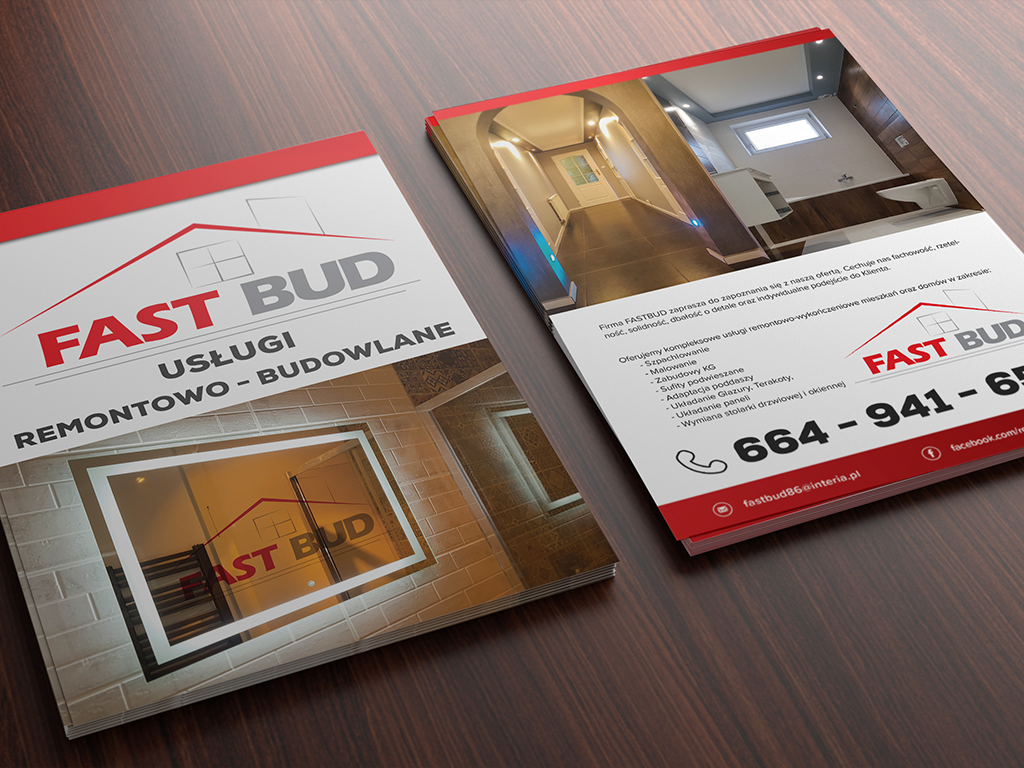 FAST BUD
USŁUGI
REMONTOWO - BUDOWLANE
FAST BUD
Firma FASTBUD zaprasza do zapoznania się z naszą ofertą. Cechuje nas fachowość, rzetel-
ność, solidność, dbałość o detale oraz indywidualne podejście do Klienta.
Oferujemy kompleksowe usługi remontowo-wykończeniowe mieszkań oraz domów w zakresie:
- Szpachlowanie
- Malowanie
- Zabudowy KG
- Sufity podwieszane
- Adaptacja poddaszy
- Układanie Glazury, Terakoty,
- Układanie paneli
- Wymiana stolarki drzwiowej i okiennej
FAST BUD
664 - 941 - 65
fastbud86@interia.pl
facebook.com/re